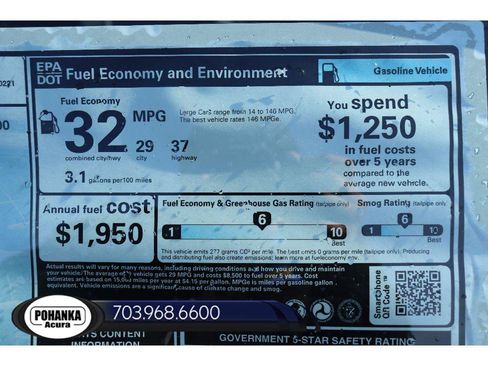 EPA
DOT
Fuel Economy and Environment
Gasoline Vehicle
Fuel Economy
32 MPG
combined city/hwy
29
city
37
highway
3.1 gallons per 100 miles
Large Cars range from 14 to 146 MPG.
The best vehicle rates 146 MPGe.
You spend
$1,250
in fuel costs
over 5 years
compared to the
average new vehicle.
Annual fuel cost
$1,950
Fuel Economy & Greenhouse Gas Rating (tailpipe only)
1
6
10
Best
Smog Rating (tailpipe only)
1
6
10
Best
This vehicle emits 277 grams CO₂ per mile. The best emits 0 grams per mile (tailpipe only). Producing
and distributing fuel also create emissions; learn more at fueleconomy.gov.
Actual results will vary for many reasons, including driving conditions and how you drive and maintain
your vehicle. The average new vehicle gets 29 MPG and costs $8,500 to fuel over 5 years. Cost
estimates are based on 15,000 miles per year at $4.15 per gallon. MPGe is miles per gasoline gallon
equivalent. Vehicle emissions are a significant cause of climate change and smog.
Smartphone
QR Code™
POHANKA
Acura
703.968.6600
PARTS CONTENT
INFORMATION
GOVERNMENT 5-STAR SAFETY RATING